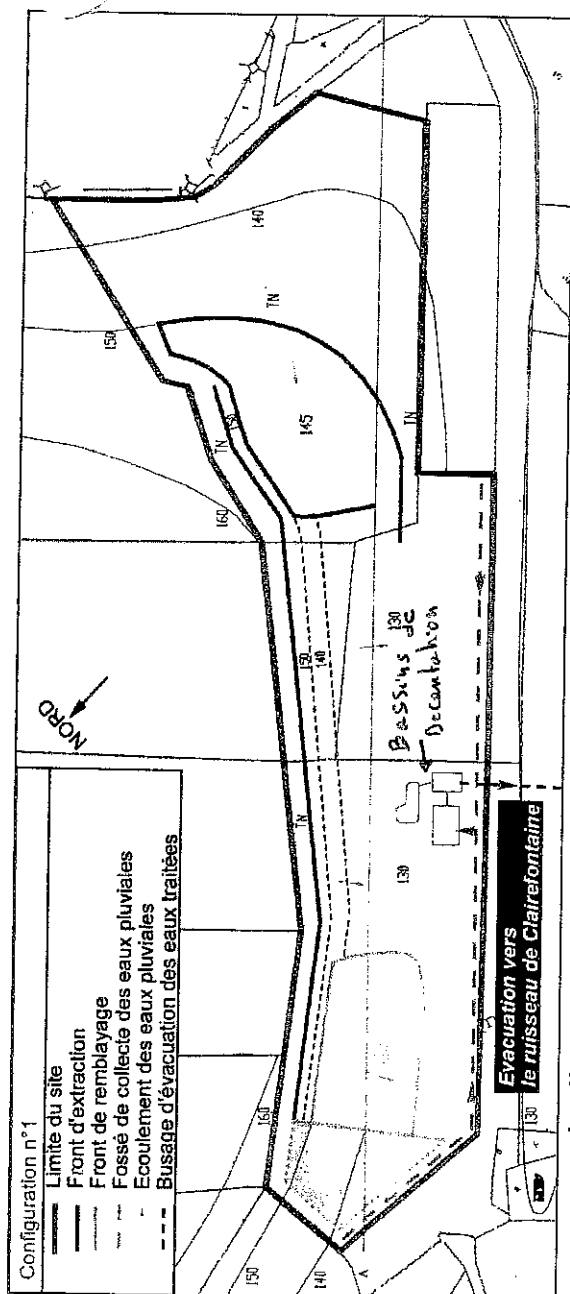 Configuration n°1
Limite du site
Front d'extraction
Front de remblayage
Fossé de collecte des eaux pluviales
Ecoulement des eaux pluviales
Busage d'évacuation des eaux traitées
NORD
160
150
140
TN
150
140
130
130
Bassins de
Decantation
160
TN
150
145
150
TN
140
TN
Evacuation vers
le ruisseau de Clairefontaine
130